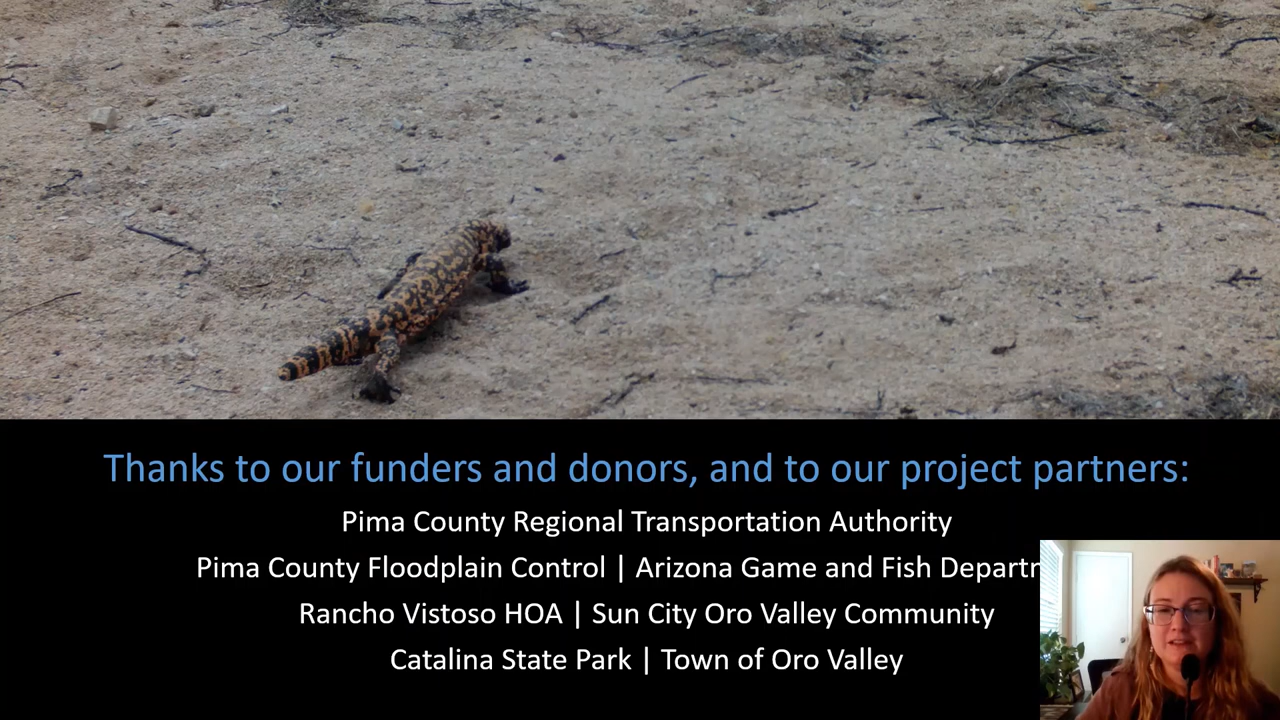 Thanks to our funders and donors, and to our project partners:
Pima County Regional Transportation Authority
Pima County Floodplain Control | Arizona Game and Fish
Rancho Vistoso HOA | Sun City Oro Valley Community
Catalina State Park | Town of Oro Valley